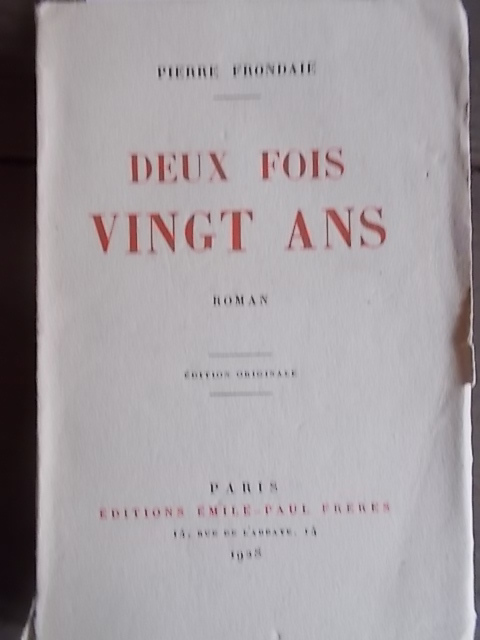 PIERRE FRONDAIE
DEUX FOIS
VINGT ANS
ROMAN
ÉDITION ORIGINALE
PARIS
EDITIONS EMILE-PAUL FRERES
14, RUE DE L'ABBAYE, 14
1928